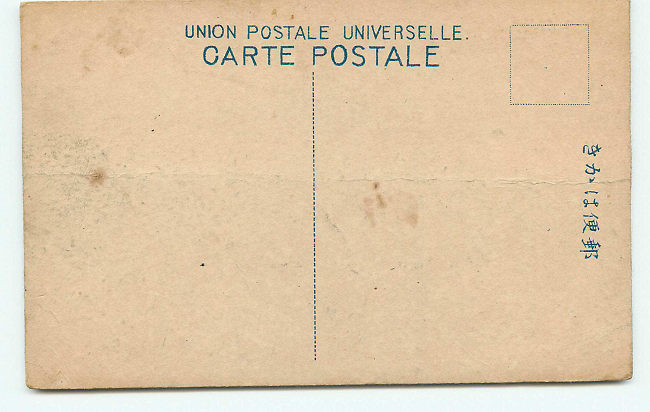 UNION POSTALE UNIVERSELLE.
CARTE POSTALE
郵便はかき